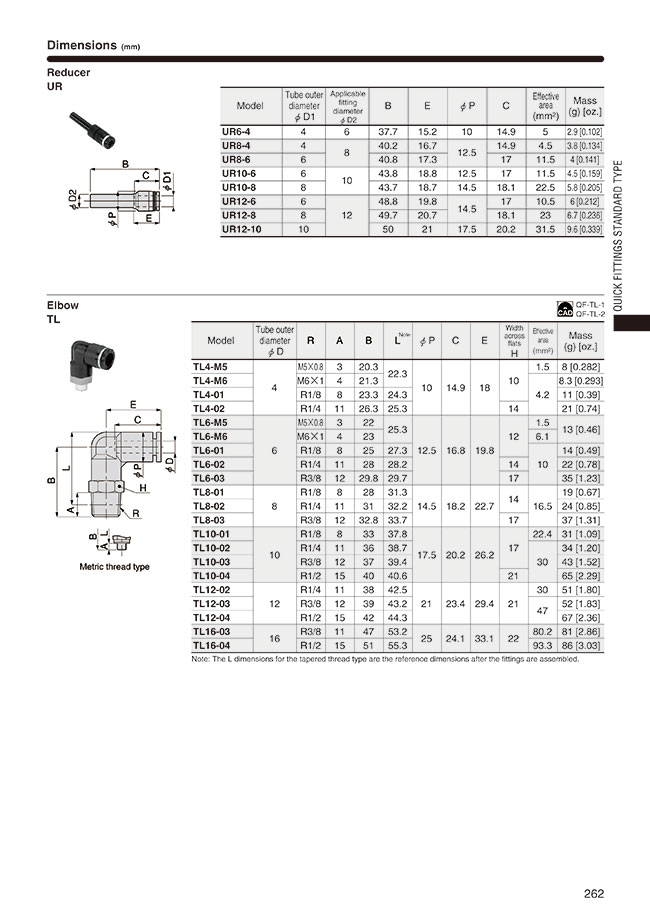 Dimensions (mm)
Reducer
UR
Model Tube outer diameter φD1 Applicable fitting diameter φD2 B E φP C Effective area (mm²) Mass (g) [oz.]
UR6-4 4 6 37.7 15.2 10 14.9 5 2.9 [0.102]
UR8-4 4 8 40.2 16.7 12.5 14.9 4.5 3.8 [0.134]
UR8-6 6 40.8 17.3 17 11.5 4 [0.141]
UR10-6 6 10 43.8 18.8 12.5 17 11.5 4.5 [0.159]
UR10-8 8 43.7 18.7 14.5 18.1 22.5 5.8 [0.205]
UR12-6 6 12 48.8 19.8 14.5 17 10.5 6 [0.212]
UR12-8 8 49.7 20.7 18.1 23 6.7 [0.236]
UR12-10 10 50 21 17.5 20.2 31.5 9.6 [0.339]
B
C
φD2
φP
E
φD1
QUICK FITTINGS STANDARD TYPE
Elbow
TL
CAD
QF-TL-1
QF-TL-2
Model Tube outer diameter φD R A B L Note φP C E Width across flats H Effective area (mm²) Mass (g) [oz.]
TL4-M5 4 M5×0.8 3 20.3 22.3 10 14.9 18 10 1.5 8 [0.282]
TL4-M6 M6×1 4 21.3 4.2 8.3 [0.293]
TL4-01 R1/8 8 23.3 24.3 11 [0.39]
TL4-02 R1/4 11 26.3 25.3 14 21 [0.74]
TL6-M5 6 M5×0.8 3 22 25.3 12.5 16.8 19.8 12 1.5 13 [0.46]
TL6-M6 M6×1 4 23 6.1
TL6-01 R1/8 8 25 27.3 10 14 [0.49]
TL6-02 R1/4 11 28 28.2 14 22 [0.78]
TL6-03 R3/8 12 29.8 29.7 17 35 [1.23]
TL8-01 8 R1/8 8 28 31.3 14.5 18.2 22.7 14 16.5 19 [0.67]
TL8-02 R1/4 11 31 32.2 24 [0.85]
TL8-03 R3/8 12 32.8 33.7 17 37 [1.31]
TL10-01 10 R1/8 8 33 37.8 17.5 20.2 26.2 17 22.4 31 [1.09]
TL10-02 R1/4 11 36 38.7 30 34 [1.20]
TL10-03 R3/8 12 37 39.4 43 [1.52]
TL10-04 R1/2 15 40 40.6 21 65 [2.29]
TL12-02 12 R1/4 11 38 42.5 21 23.4 29.4 21 30 51 [1.80]
TL12-03 R3/8 12 39 43.2 47 52 [1.83]
TL12-04 R1/2 15 42 44.3 67 [2.36]
TL16-03 16 R3/8 11 47 53.2 25 24.1 33.1 22 80.2 81 [2.86]
TL16-04 R1/2 15 51 55.3 93.3 86 [3.03]
Note: The L dimensions for the tapered thread type are the reference dimensions after the fittings are assembled.
E
C
L
B
A
φP
φD
H
R
B
L
A
Metric thread type
262